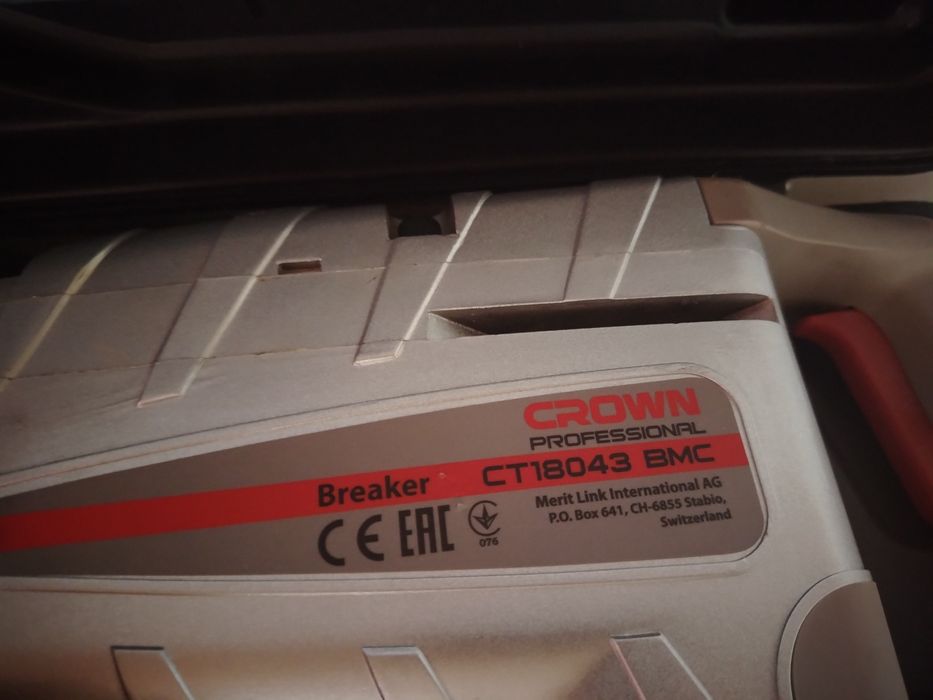 CROWN
PROFESSIONAL
Breaker CT18043 BMC
Merit Link International AG
P.O. Box 641, CH-6855 Stabio,
Switzerland
CE EAC
076